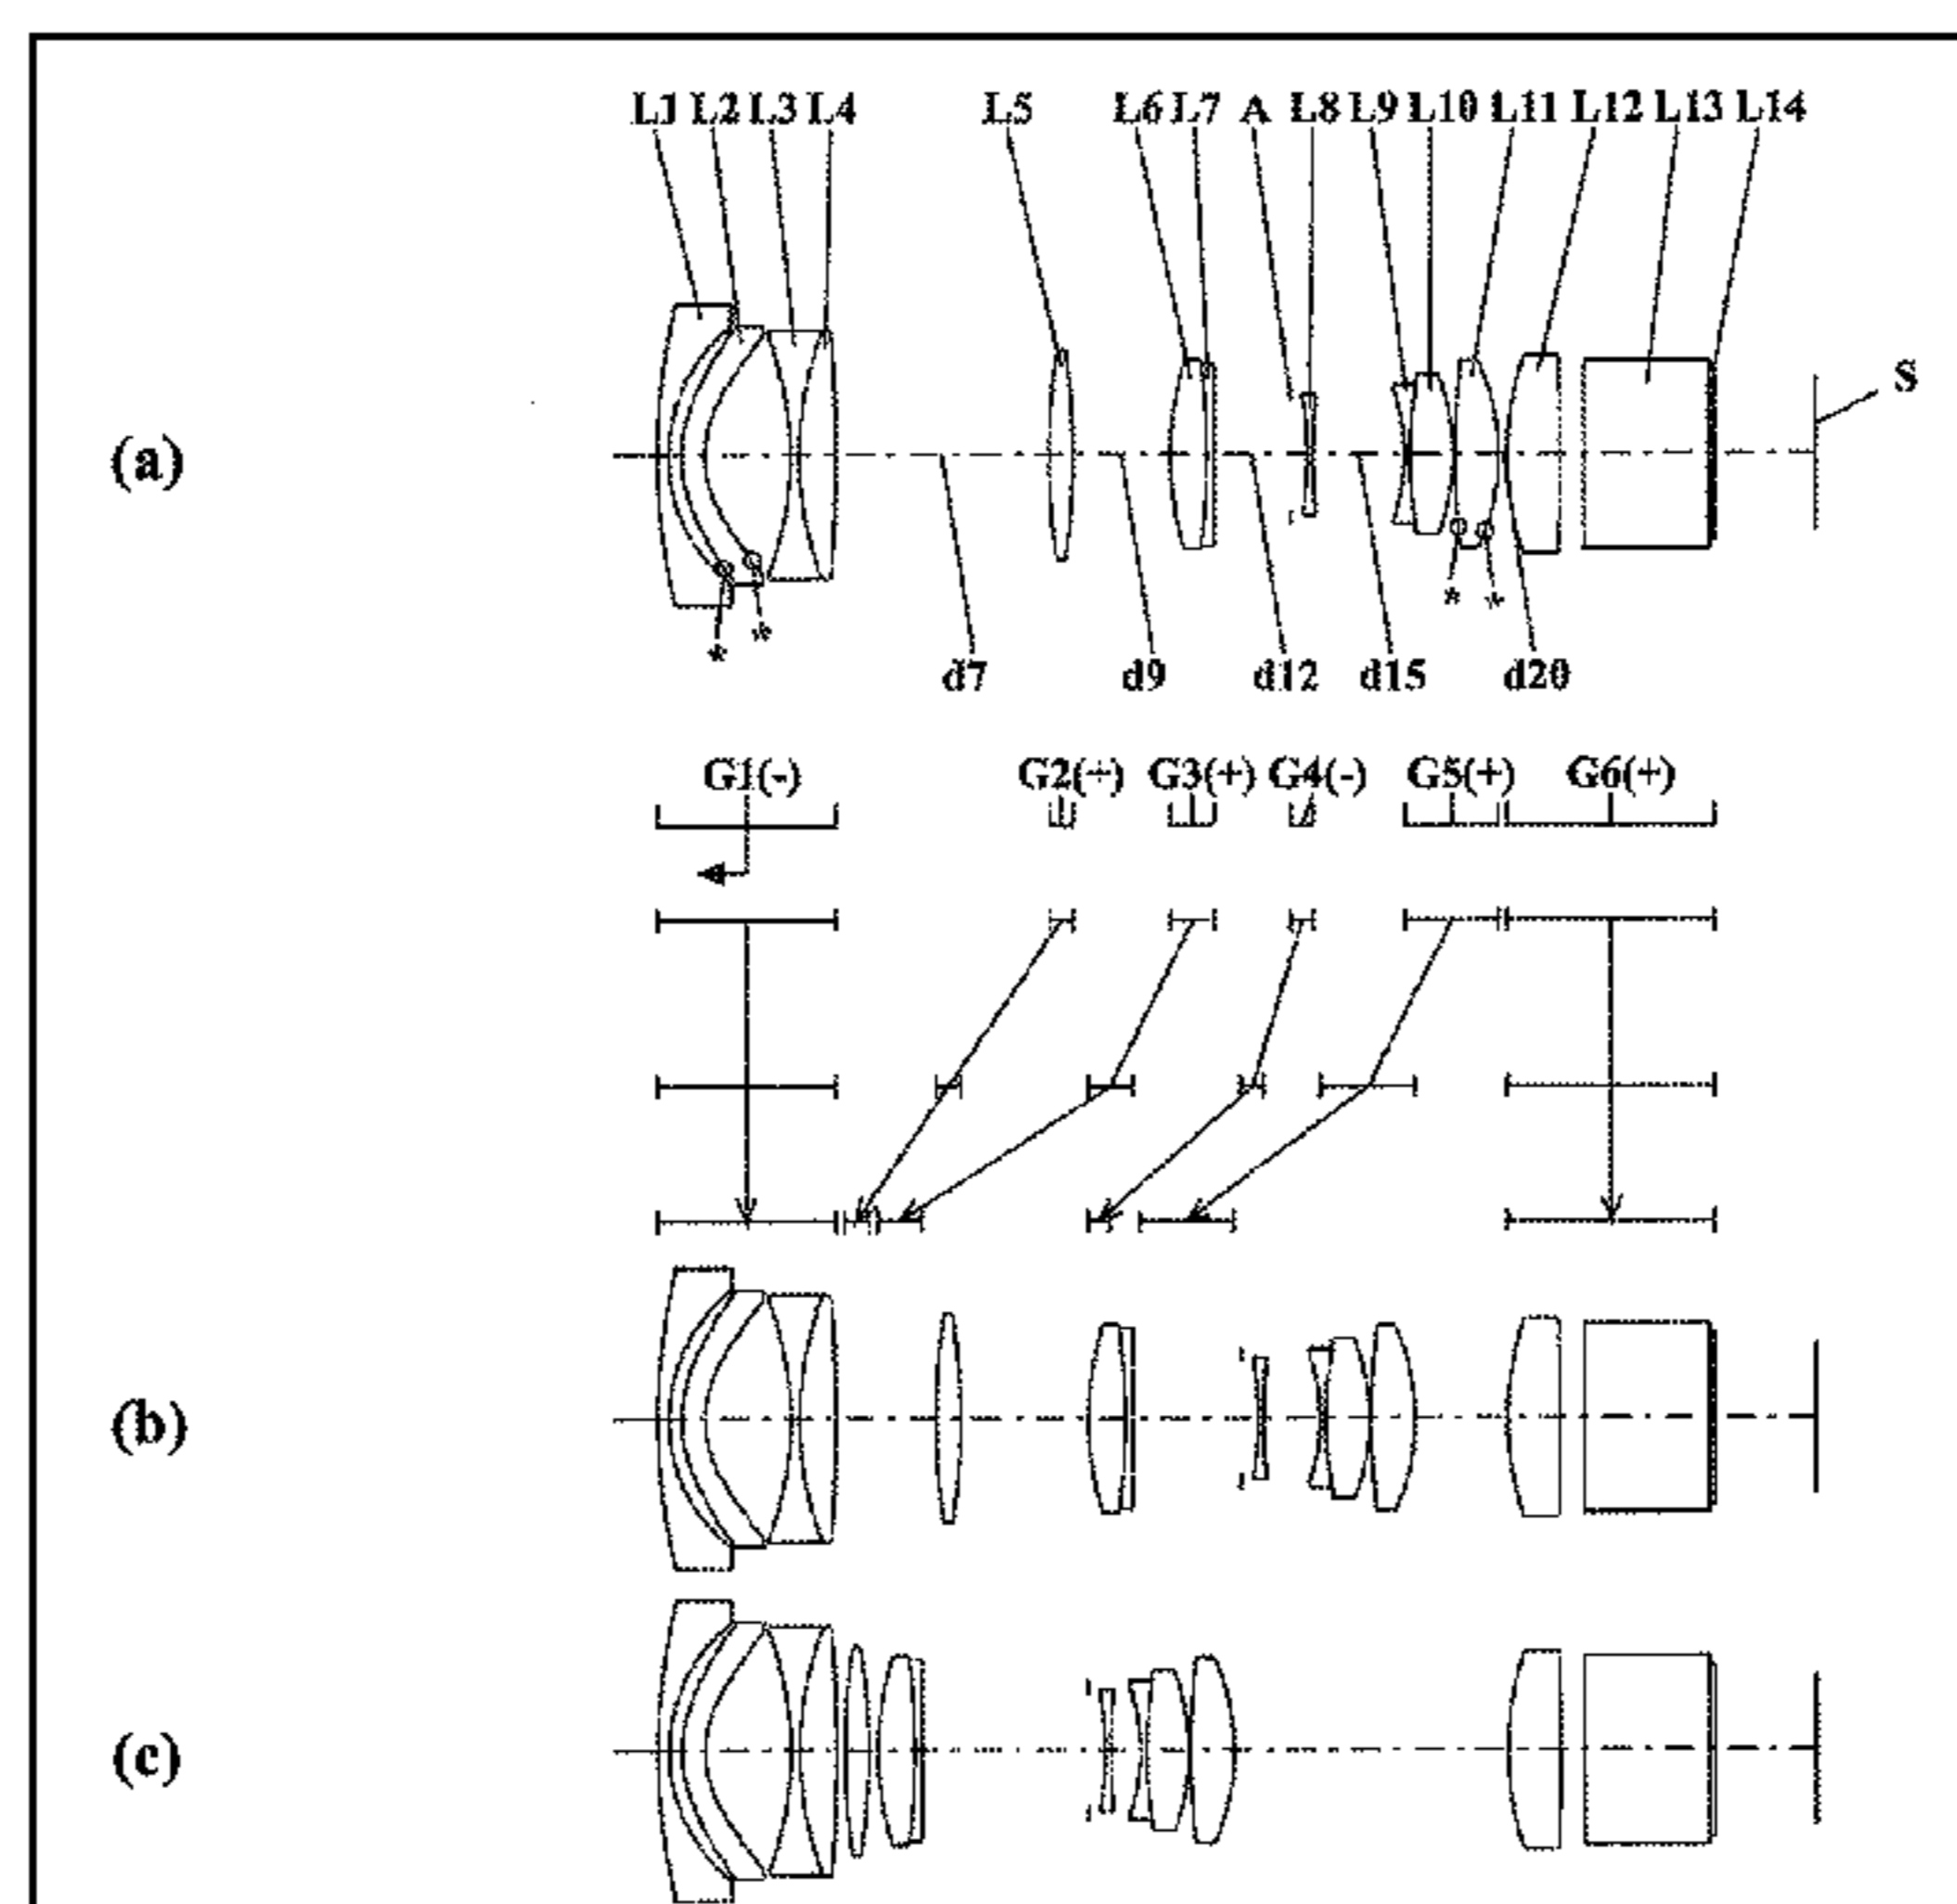 L1 L2 L3 L4 L5 L6 L7 A L8 L9 L10 L11 L12 L13 L14
S
(a)
* * * *
d7 d9 d12 d15 d20
G1(-) G2(+) G3(+) G4(-) G5(+) G6(+)
(b)
(c)